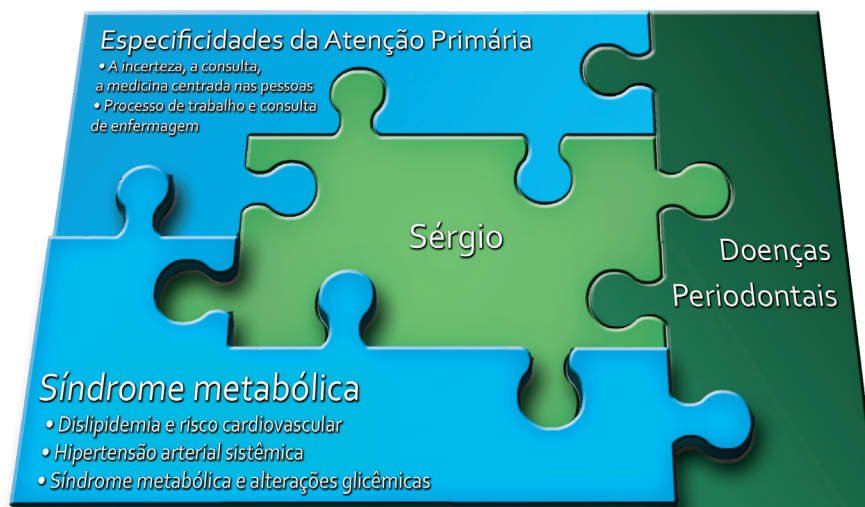 Especificidades da Atenção Primária
• A incerteza, a consulta,
a medicina centrada nas pessoas
• Processo de trabalho e consulta
de enfermagem
Sérgio
Doenças
Periodontais
Síndrome metabólica
• Dislipidemia e risco cardiovascular
• Hipertensão arterial sistêmica
• Síndrome metabólica e alterações glicêmicas